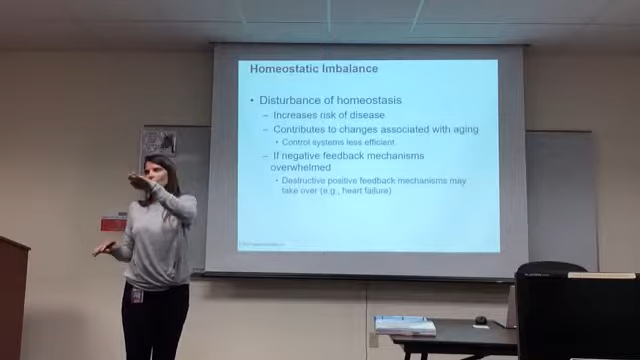 Homeostatic Imbalance
• Disturbance of homeostasis
– Increases risk of disease
– Contributes to changes associated with aging
• Control systems less efficient
– If negative feedback mechanisms
overwhelmed
• Destructive positive feedback mechanisms may
take over (e.g., heart failure)